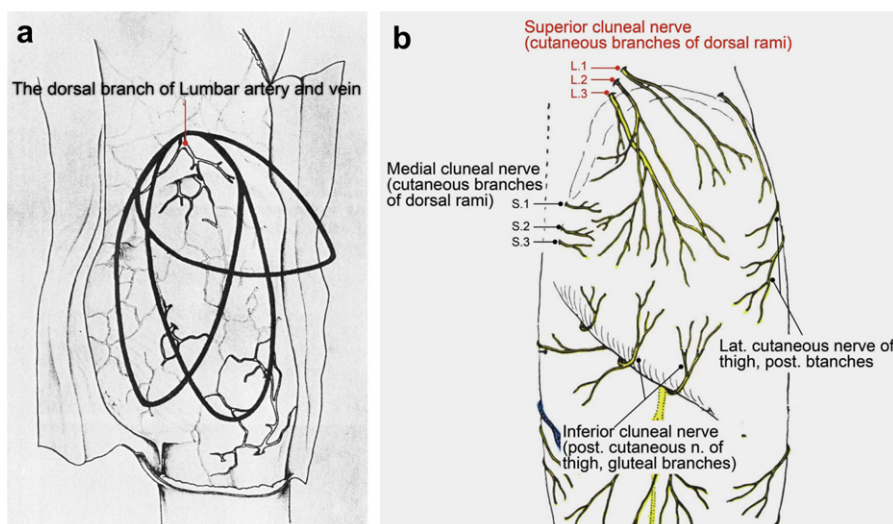 a
The dorsal branch of Lumbar artery and vein
b
Superior cluneal nerve
(cutaneous branches of dorsal rami)
L.1
L.2
L.3
Medial cluneal nerve
(cutaneous branches
of dorsal rami)
S.1
S.2
S.3
Lat. cutaneous nerve of
thigh, post. btanches
Inferior cluneal nerve
(post. cutaneous n. of
thigh, gluteal branches)